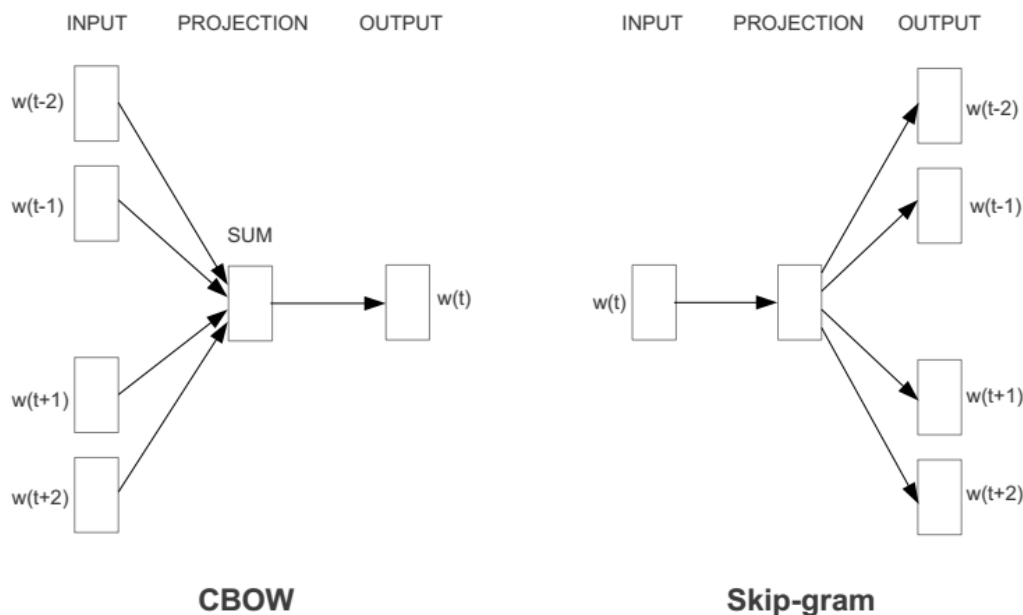 INPUT PROJECTION OUTPUT
w(t-2)
w(t-1)
SUM
w(t)
w(t+1)
w(t+2)
CBOW
INPUT PROJECTION OUTPUT
w(t-2)
w(t-1)
w(t)
w(t+1)
w(t+2)
Skip-gram